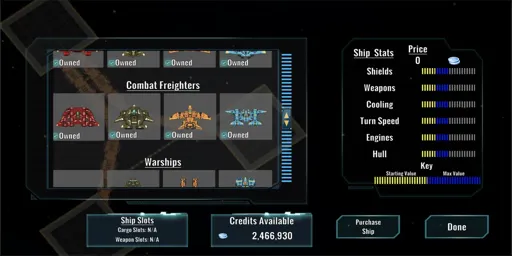 Owned Owned Owned Owned
Combat Freighters
Owned Owned Owned Owned
Warships
Ship Stats Price
0
Shields
Weapons
Cooling
Turn Speed
Engines
Hull
Key
Starting Value Max Value
Ship Slots
Cargo Slots: N/A
Weapon Slots: N/A
Credits Available
2,466,930
Purchase
Ship
Done